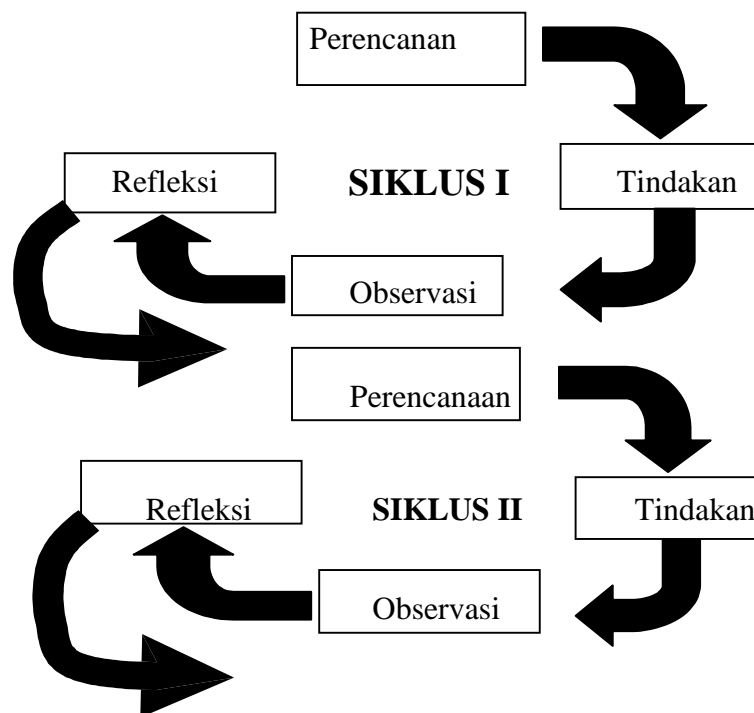 Perencanan
Refleksi
SIKLUS I
Tindakan
Observasi
Perencanaan
Refleksi
SIKLUS II
Tindakan
Observasi